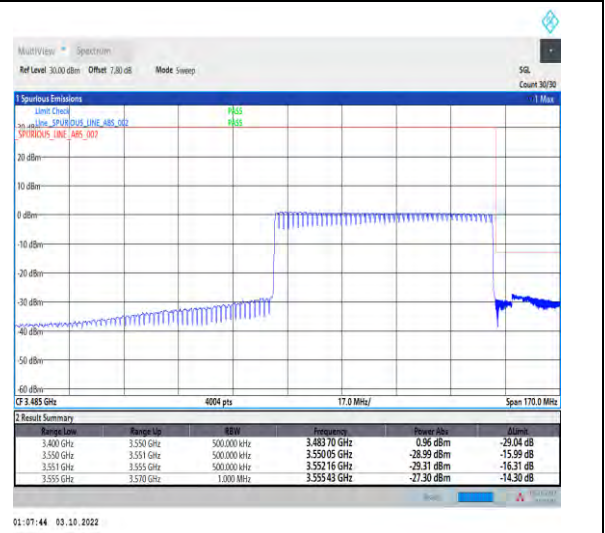 MultiView Spectrum
Ref Level 30.00 dBm Offset 7.80 dB Mode Sweep SGL
Count 30/30
1 Spurious Emissions 1 Max
Limit Check PASS
Line _SPURIOUS_LINE_ABS_002 PASS
_SPURIOUS_LINE_ABS_002
20 dBm
10 dBm
0 dBm
-10 dBm
-20 dBm
-30 dBm
-40 dBm
-50 dBm
-60 dBm
CF 3.485 GHz 4004 pts 17.0 MHz/ Span 170.0 MHz
2 Result Summary
Range Low Range Up RBW Frequency Power Abs ΔLimit
3.400 GHz 3.550 GHz 500.000 kHz 3.48370 GHz 0.96 dBm -29.04 dB
3.550 GHz 3.551 GHz 500.000 kHz 3.55005 GHz -28.99 dBm -15.99 dB
3.551 GHz 3.555 GHz 500.000 kHz 3.55216 GHz -29.31 dBm -16.31 dB
3.555 GHz 3.570 GHz 1.000 MHz 3.55543 GHz -27.30 dBm -14.30 dB
01:07:44 03.10.2022